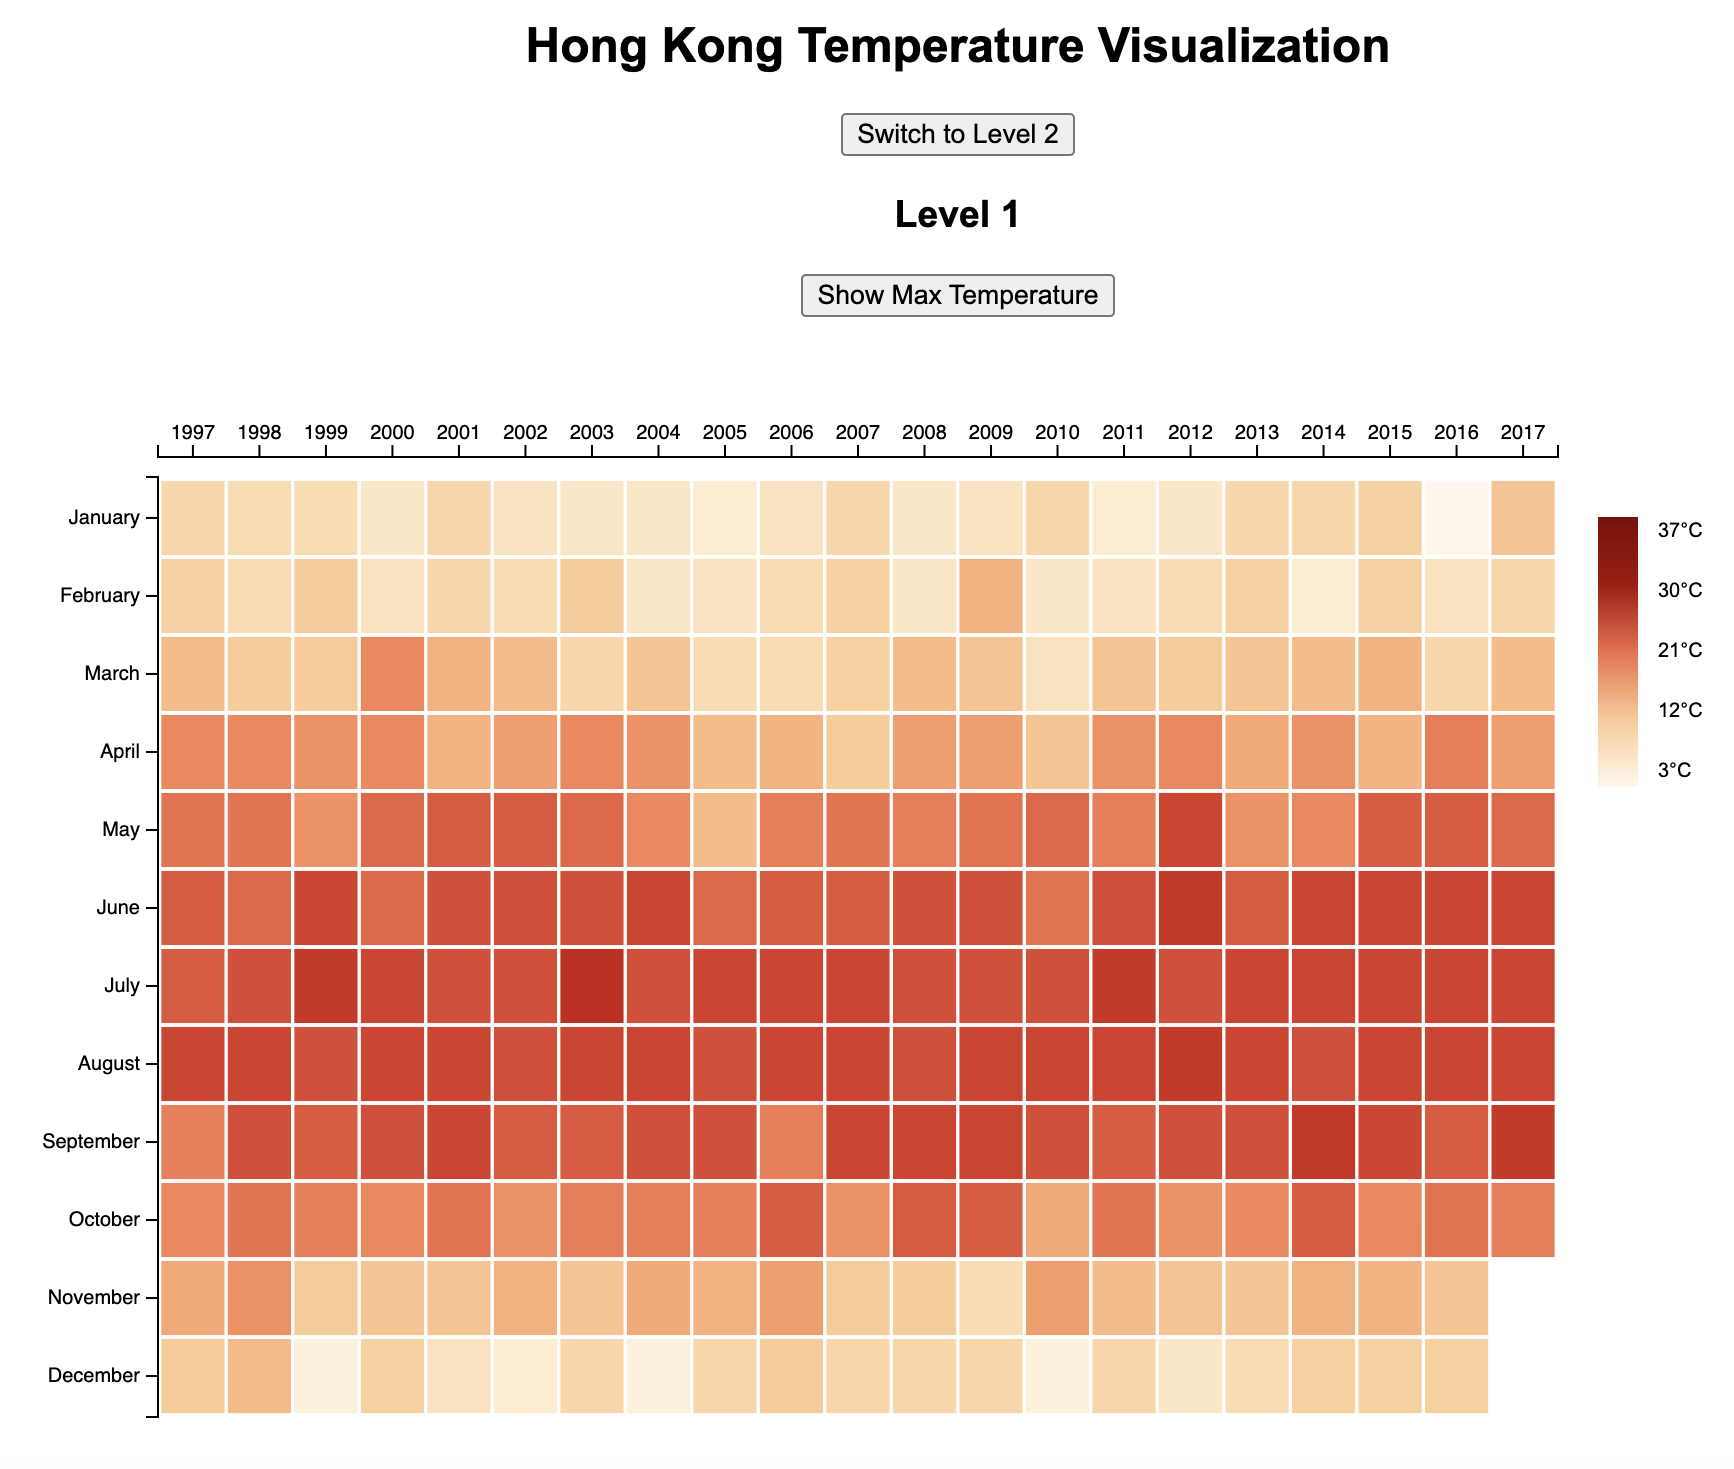 Hong Kong Temperature Visualization
Switch to Level 2
Level 1
Show Max Temperature
1997 1998 1999 2000 2001 2002 2003 2004 2005 2006 2007 2008 2009 2010 2011 2012 2013 2014 2015 2016 2017
January
February
March
April
May
June
July
August
September
October
November
December
37°C
30°C
21°C
12°C
3°C